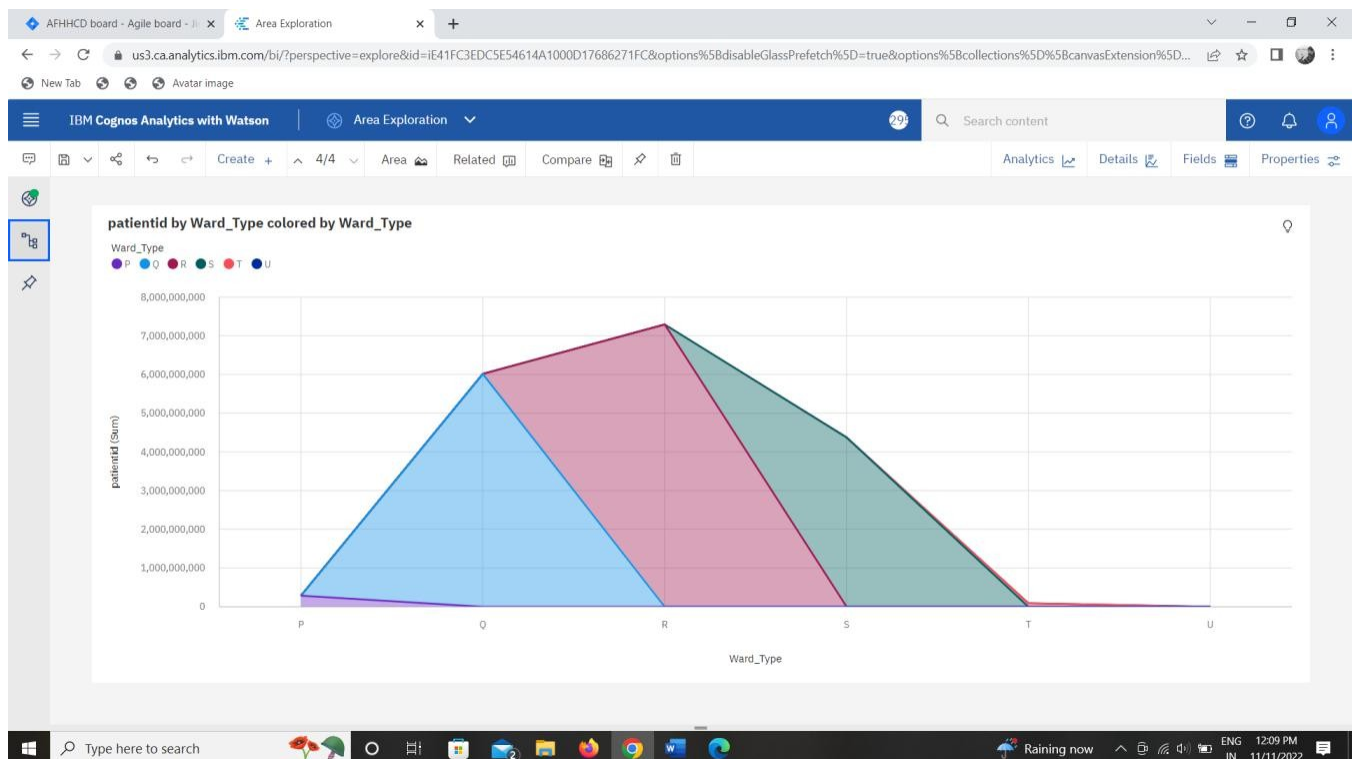 AFHHCD board - Agile board - Ji
Area Exploration
us3.ca.analytics.ibm.com/bi/?perspective=explore&id=iE41FC3EDC5E54614A1000D17686271FC&options%5BdisableGlassPrefetch%5D=true&options%5Bcollections%5D%5BcanvasExtension%5D...
New Tab Avatar image
IBM Cognos Analytics with Watson Area Exploration Search content
Create + 4/4 Area Related Compare Analytics Details Fields Properties
patientid by Ward_Type colored by Ward_Type
Ward_Type
P Q R S T U
8,000,000,000
7,000,000,000
6,000,000,000
5,000,000,000
4,000,000,000
3,000,000,000
2,000,000,000
1,000,000,000
0
patientid (Sum)
P Q R S T U
Ward_Type
Type here to search
2
Raining now
ENG 12:09 PM
IN 11/11/2022